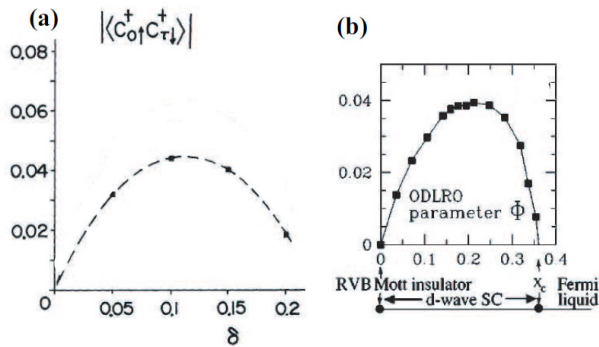 (a)
|⟨C†0↑ C†τ↓⟩|
0.08
0.06
0.04
0.02
0
0.05
0.1
0.15
0.2
δ
(b)
0.04
0.02
0
ODLRO
parameter Φ
0
0.1
0.2
0.3
0.4
RVB Mott insulator
Xc
Fermi
d-wave SC
liquid